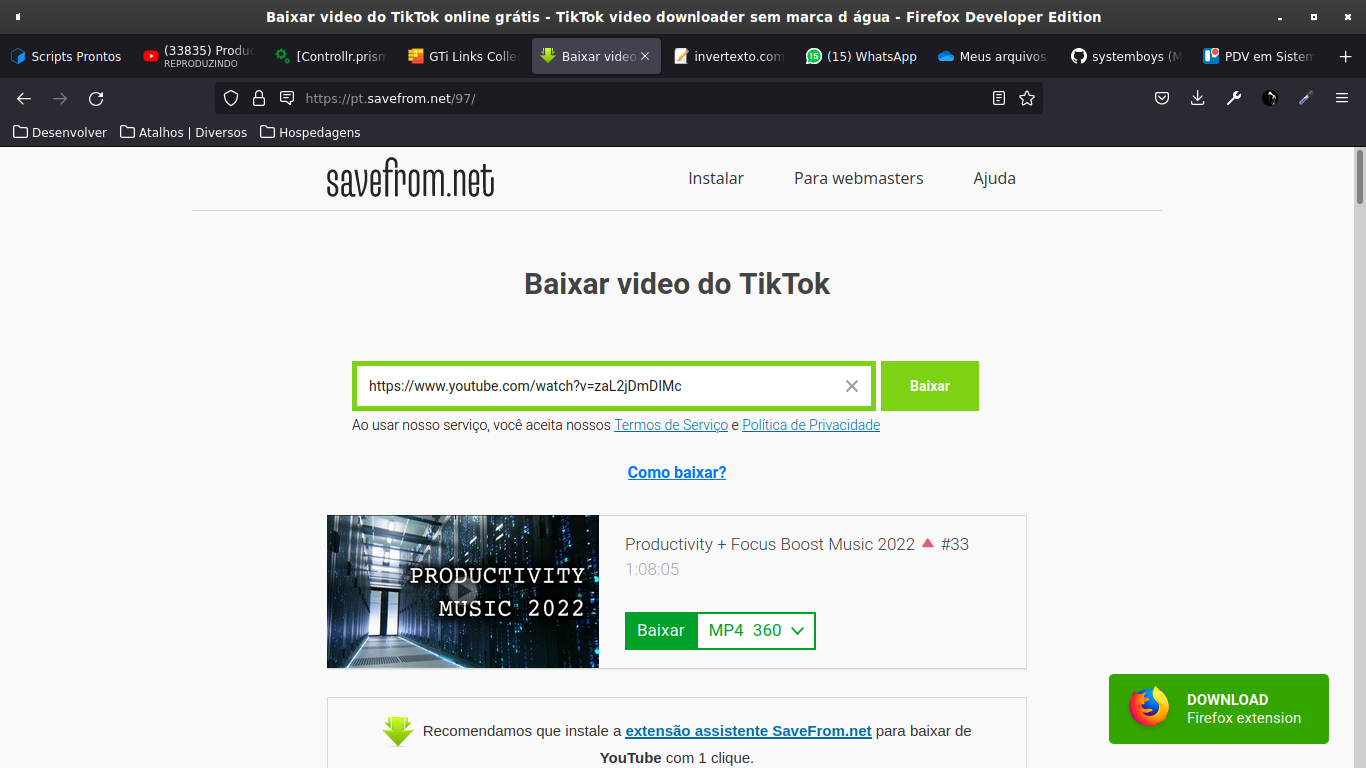 Baixar video do TikTok online grátis - TikTok video downloader sem marca d água - Firefox Developer Edition
Scripts Prontos
(33835) Produc
REPRODUZINDO
[Controllr.prism
GTi Links Colle
Baixar video
invertexto.com
(15) WhatsApp
Meus arquivos
systemboys (M
PDV em Sistem
https://pt.savefrom.net/97/
Desenvolver
Atalhos | Diversos
Hospedagens
savefrom.net
Instalar
Para webmasters
Ajuda
Baixar video do TikTok
https://www.youtube.com/watch?v=zaL2jDmDIMc
Baixar
Ao usar nosso serviço, você aceita nossos Termos de Serviço e Política de Privacidade
Como baixar?
PRODUCTIVITY
MUSIC 2022
Productivity + Focus Boost Music 2022 🔺 #33
1:08:05
Baixar
MP4 360
DOWNLOAD
Firefox extension
Recomendamos que instale a extensão assistente SaveFrom.net para baixar de
YouTube com 1 clique.